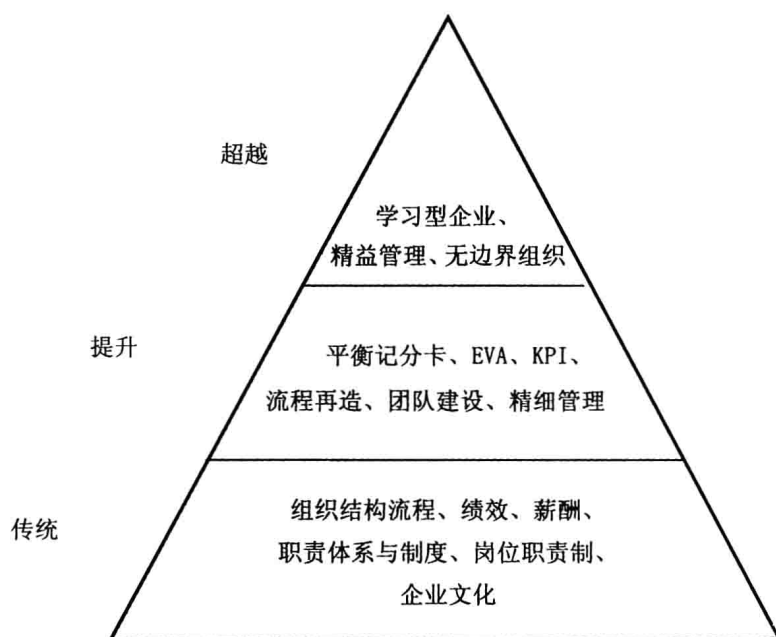 超越
学习型企业、
精益管理、无边界组织
提升
平衡记分卡、EVA、KPI、
流程再造、团队建设、精细管理
组织结构流程、绩效、薪酬、
传统
职责体系与制度、岗位职责制、
企业文化